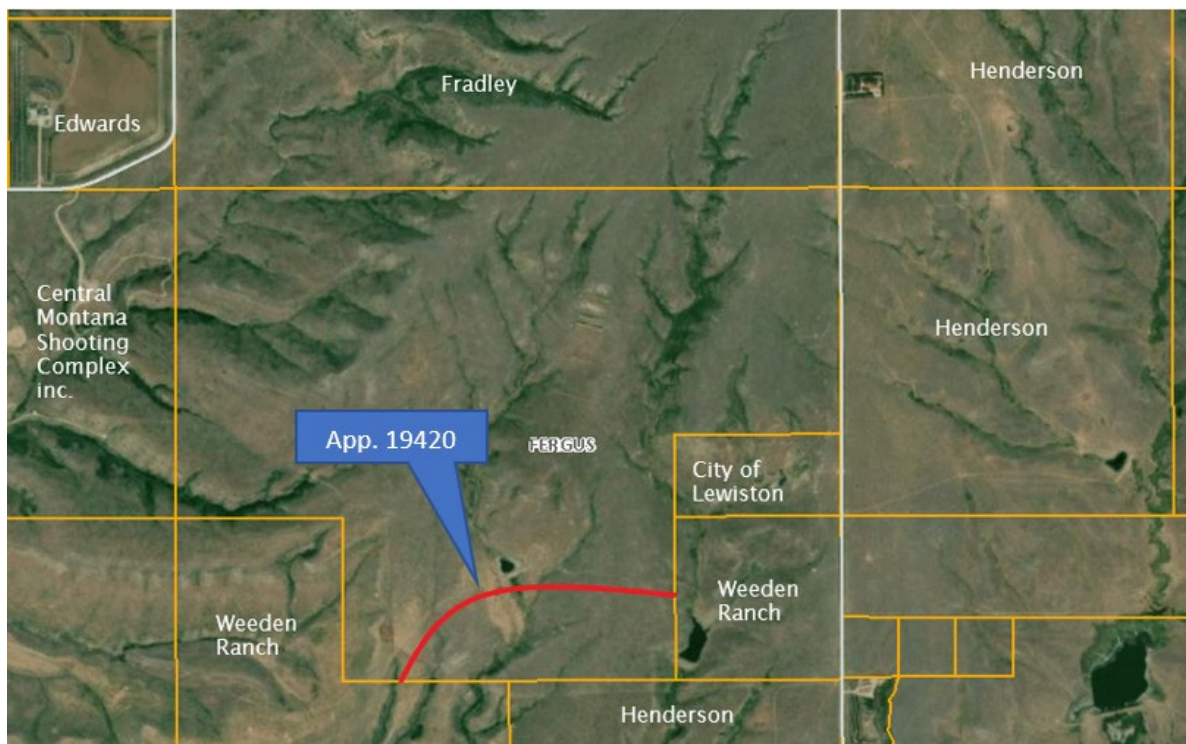 Fradley
Henderson
Edwards
Central
Montana
Shooting
Complex
inc.
Henderson
App. 19420
FERGUS
City of
Lewiston
Weeden
Ranch
Weeden
Ranch
Henderson